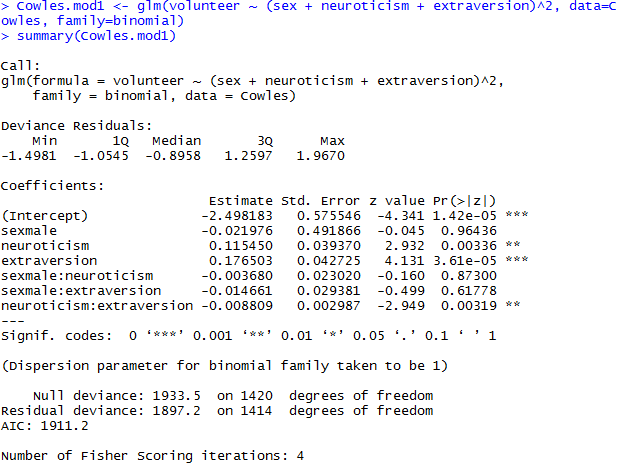 > Cowles.mod1 <- glm(volunteer ~ (sex + neuroticism + extraversion)^2, data=C
owles, family=binomial)
> summary(Cowles.mod1)

Call:
glm(formula = volunteer ~ (sex + neuroticism + extraversion)^2,
    family = binomial, data = Cowles)

Deviance Residuals:
    Min       1Q   Median       3Q      Max
-1.4981  -1.0545  -0.8958   1.2597   1.9670

Coefficients:
                          Estimate Std. Error z value Pr(>|z|)
(Intercept)              -2.498183   0.575546  -4.341 1.42e-05 ***
sexmale                  -0.021976   0.491866  -0.045  0.96436
neuroticism               0.115450   0.039370   2.932  0.00336 **
extraversion              0.176503   0.042725   4.131 3.61e-05 ***
sexmale:neuroticism      -0.003680   0.023020  -0.160  0.87300
sexmale:extraversion     -0.014661   0.029381  -0.499  0.61778
neuroticism:extraversion -0.008809   0.002987  -2.949  0.00319 **
---
Signif. codes:  0 ‘***’ 0.001 ‘**’ 0.01 ‘*’ 0.05 ‘.’ 0.1 ‘ ’ 1

(Dispersion parameter for binomial family taken to be 1)

    Null deviance: 1933.5  on 1420  degrees of freedom
Residual deviance: 1897.2  on 1414  degrees of freedom
AIC: 1911.2

Number of Fisher Scoring iterations: 4